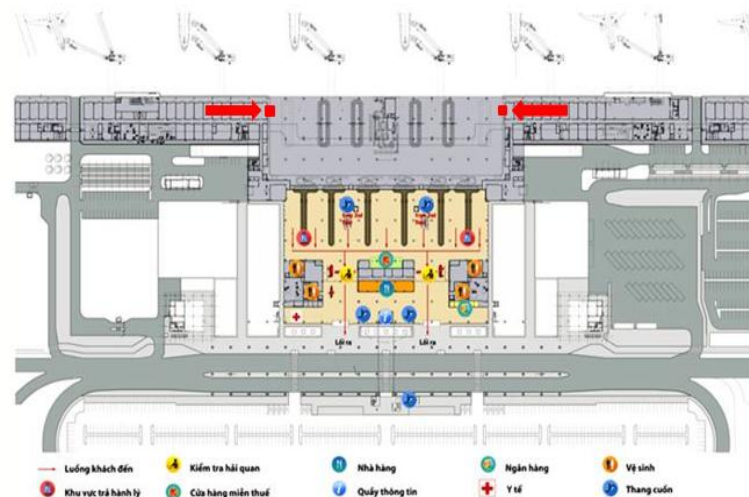 Lối ra
Lối ra
Luồng khách đến
Kiểm tra hải quan
Nhà hàng
Ngân hàng
Vệ sinh
Khu vực trả hành lý
Cửa hàng miễn thuế
Quầy thông tin
Y tế
Thang cuốn